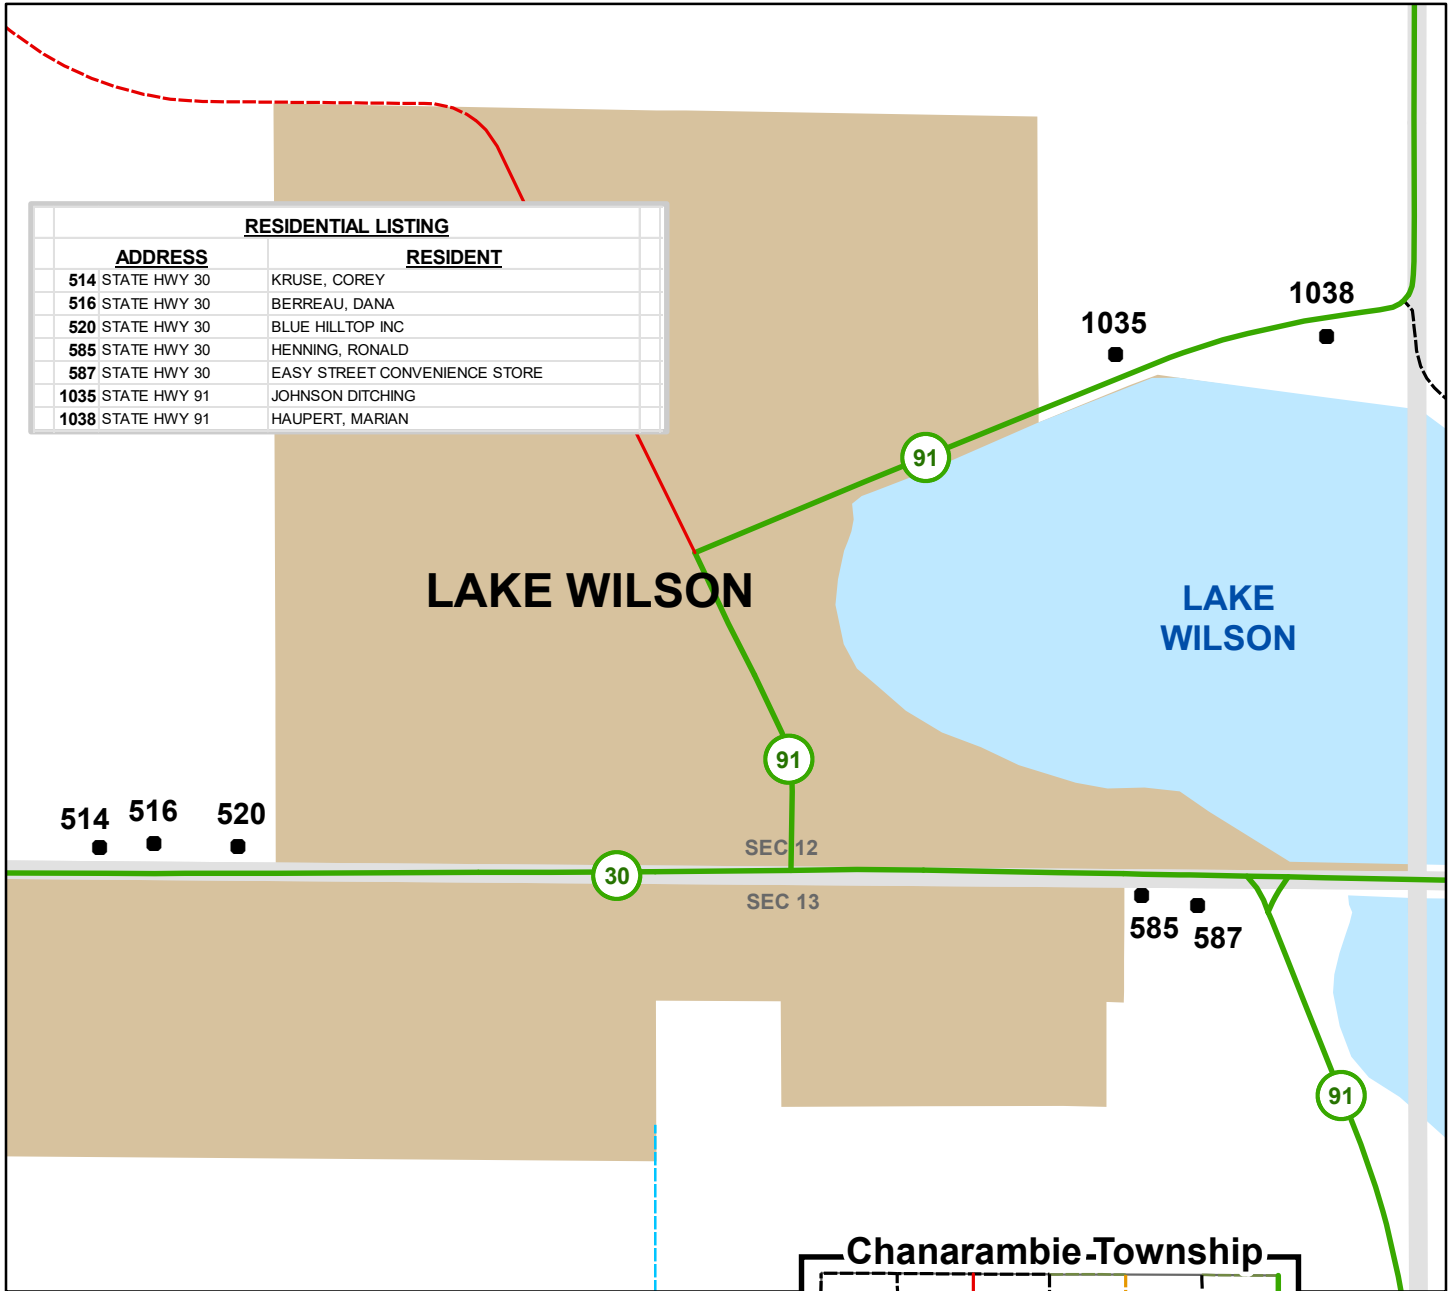 RESIDENTIAL LISTING
ADDRESS RESIDENT
514 STATE HWY 30 KRUSE, COREY
516 STATE HWY 30 BERREAU, DANA
520 STATE HWY 30 BLUE HILLTOP INC
585 STATE HWY 30 HENNING, RONALD
587 STATE HWY 30 EASY STREET CONVENIENCE STORE
1035 STATE HWY 91 JOHNSON DITCHING
1038 STATE HWY 91 HAUPERT, MARIAN
1038
1035
91
LAKE WILSON
LAKE
WILSON
91
514 516 520
SEC 12
30
SEC 13
585 587
91
Chanarambie Township